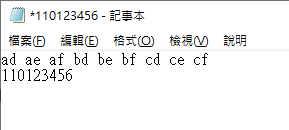 *110123456 - 記事本
檔案(F) 編輯(E) 格式(O) 檢視(V) 說明
ad ae af bd be bf cd ce cf
110123456